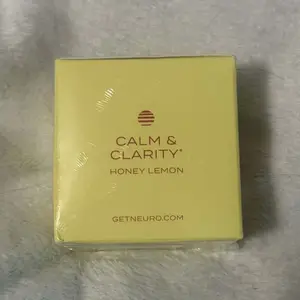 CALM &
CLARITY*
HONEY LEMON
GETNEURO.COM